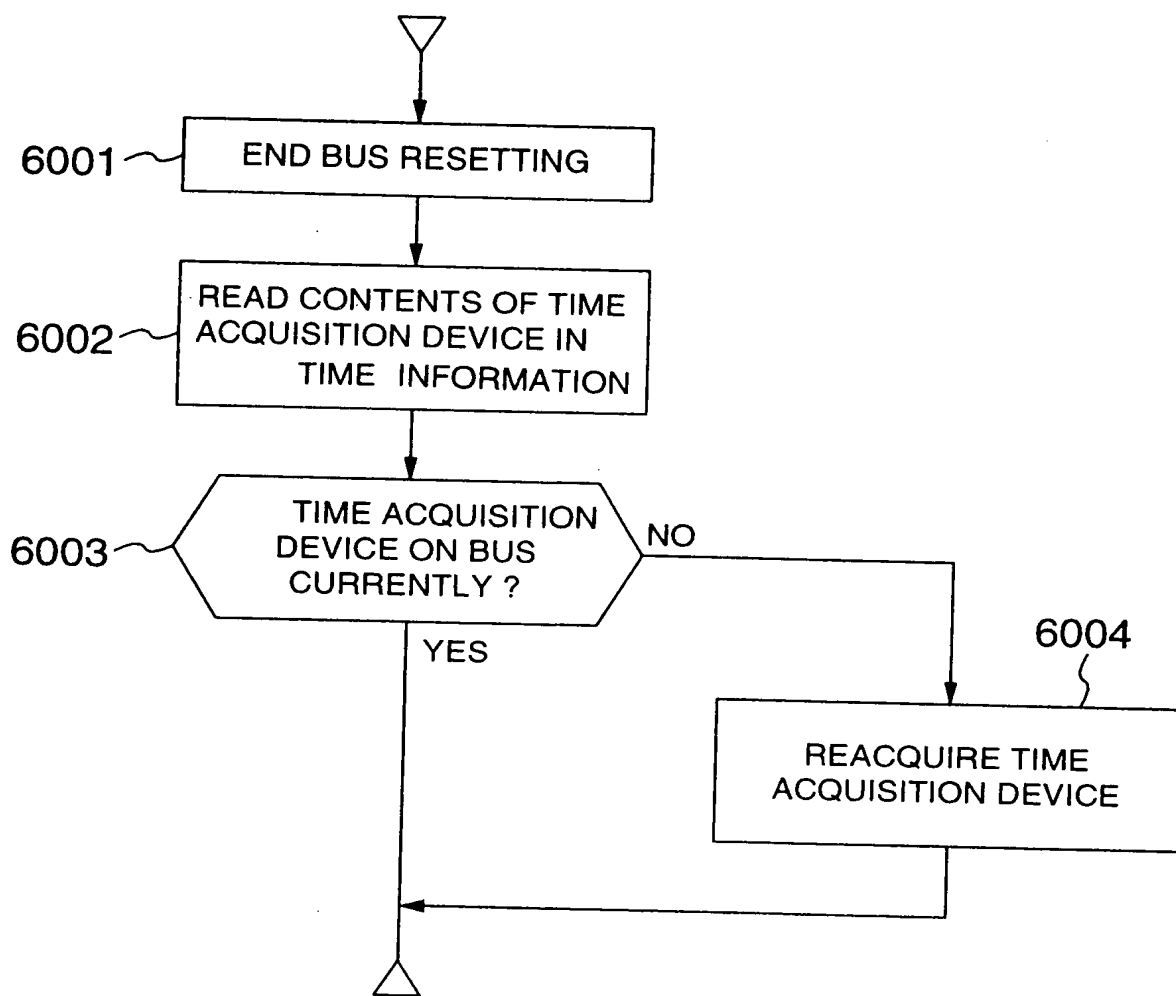 6001
END BUS RESETTING
6002
READ CONTENTS OF TIME
ACQUISITION DEVICE IN
TIME INFORMATION
6003
TIME ACQUISITION
DEVICE ON BUS
CURRENTLY ?
NO
YES
6004
REACQUIRE TIME
ACQUISITION DEVICE